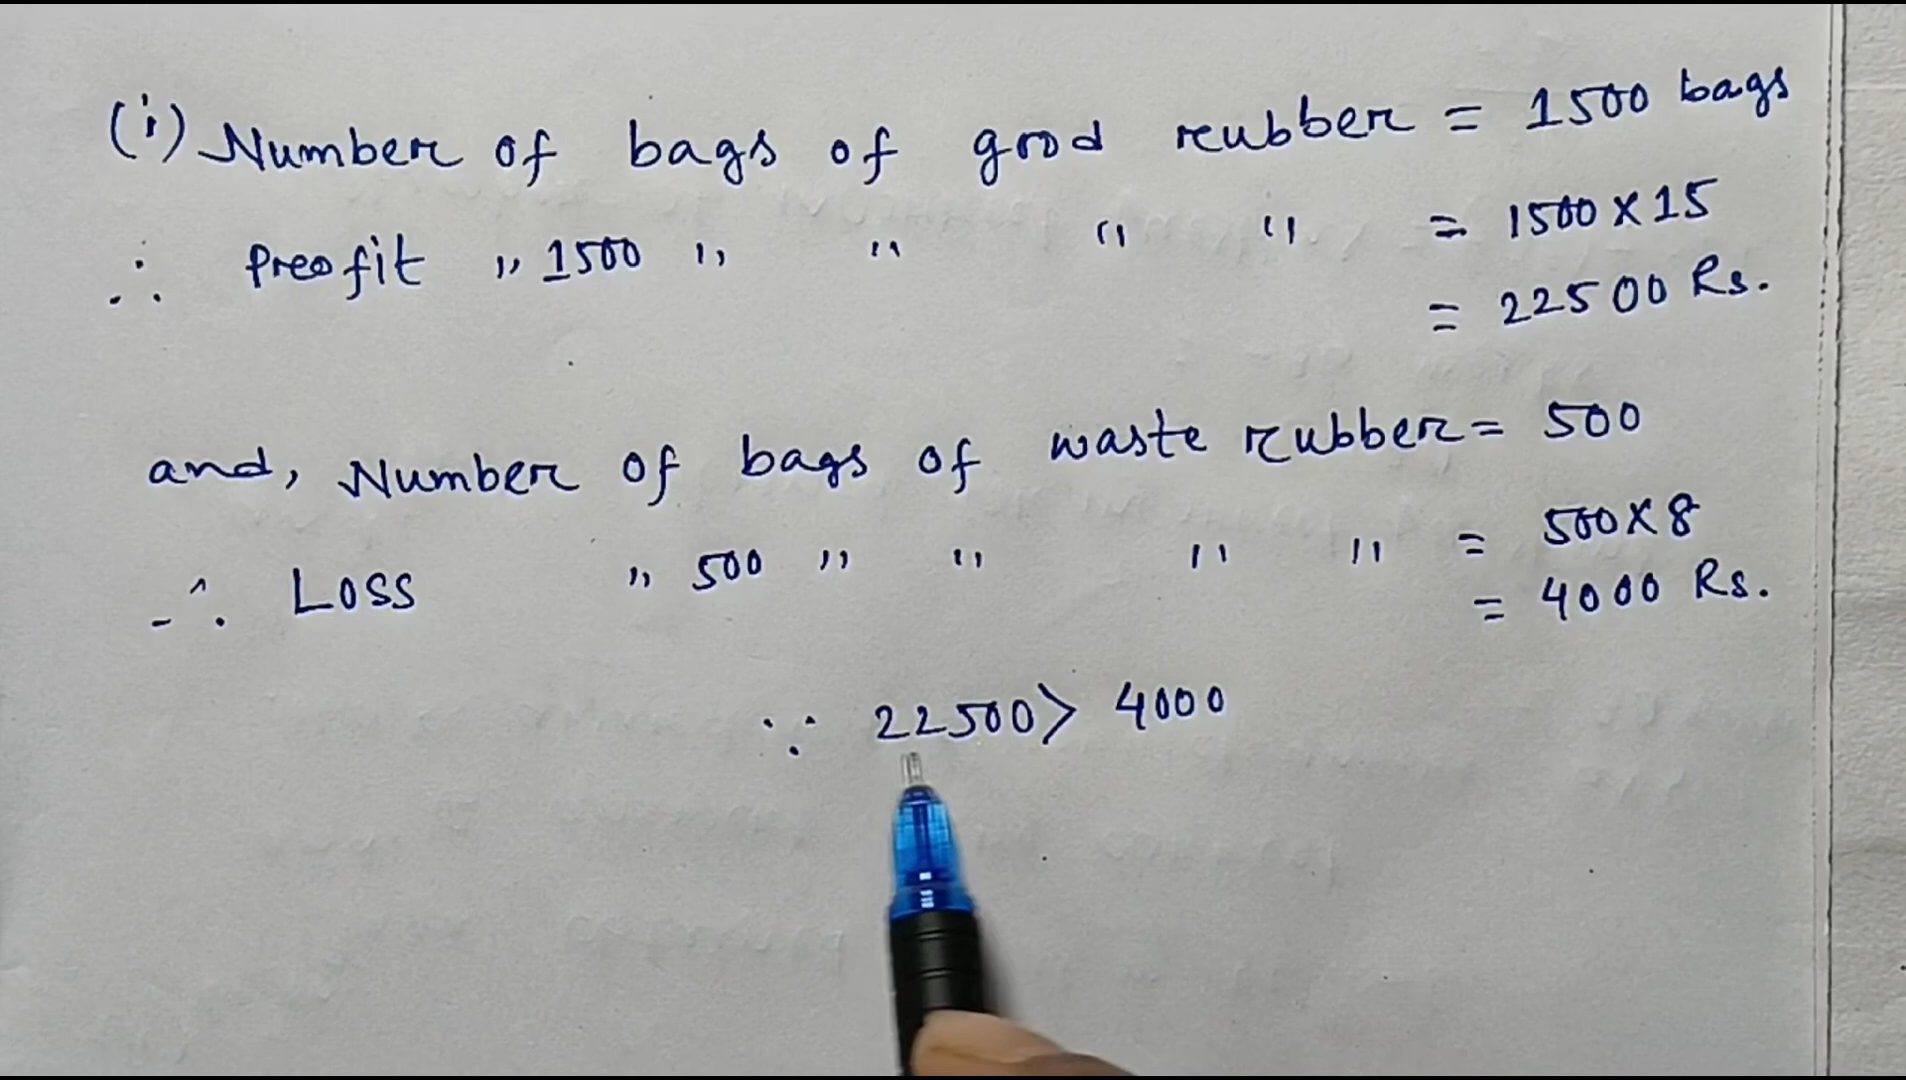 (i) Number of bags of good rubber = 1500 bags
∴ Profit " 1500 " " " " = 1500 × 15
= 22500 Rs.
and, Number of bags of waste rubber = 500
∴ Loss " 500 " " " " = 500 × 8
= 4000 Rs.
∵ 22500 > 4000